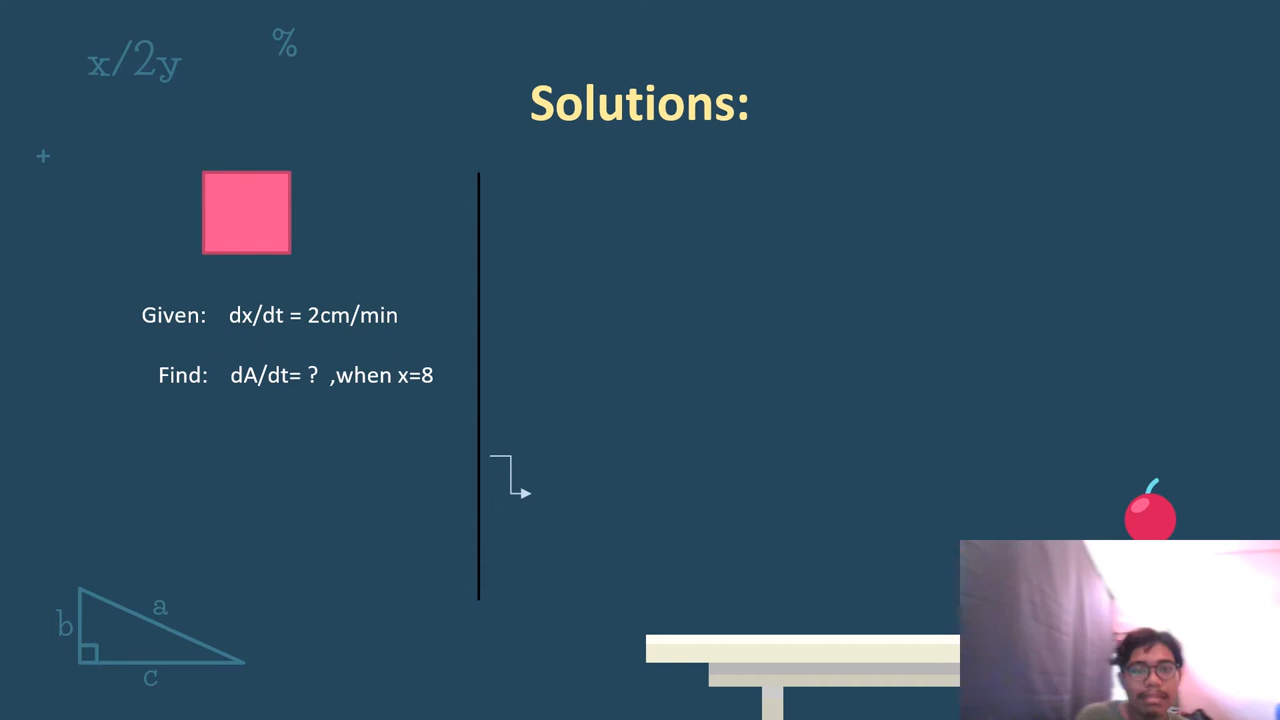 x/2y
%
Solutions:
+
Given: dx/dt = 2cm/min
Find: dA/dt= ? ,when x=8
b
a
c